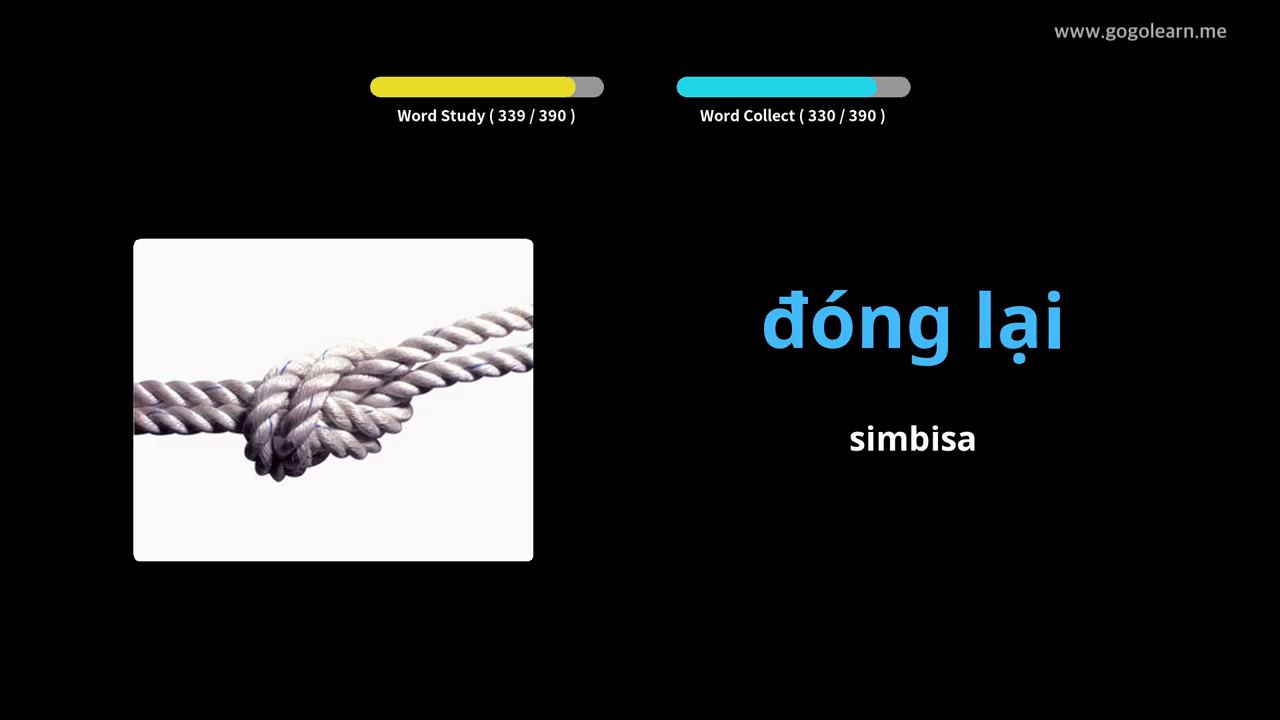 www.gogolearn.me
Word Study ( 339 / 390 )
Word Collect ( 330 / 390 )
đóng lại
simbisa